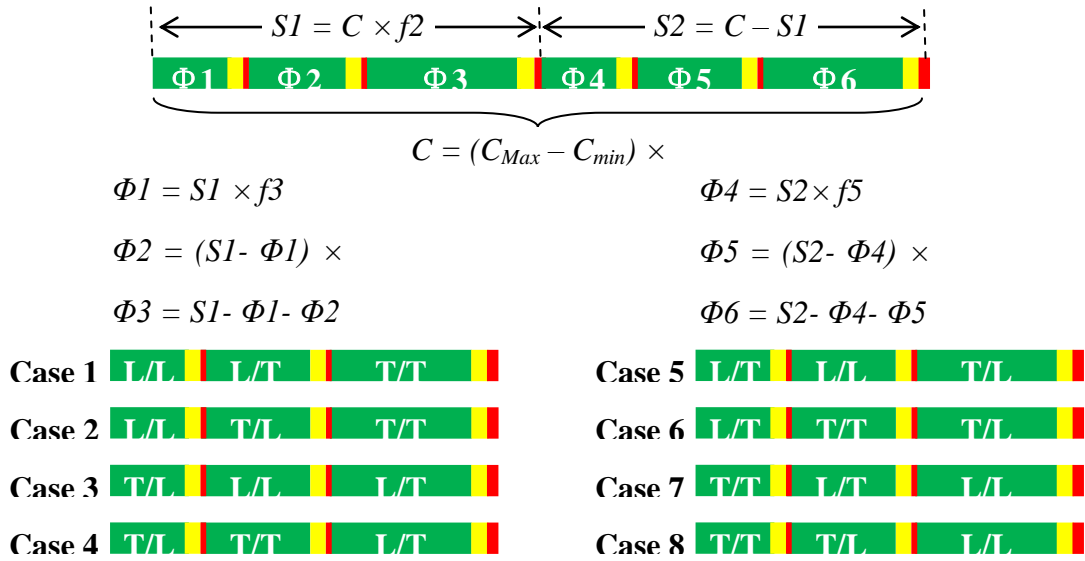 S1 = C × f2 S2 = C – S1
Φ1 Φ2 Φ3 Φ4 Φ5 Φ6
C = (CMax – Cmin) ×
Φ1 = S1 × f3 Φ4 = S2 × f5
Φ2 = (S1- Φ1) × Φ5 = (S2- Φ4) ×
Φ3 = S1- Φ1- Φ2 Φ6 = S2- Φ4- Φ5
Case 1 L/L L/T T/T Case 5 L/T L/L T/L
Case 2 L/L T/L T/T Case 6 L/T T/T T/L
Case 3 T/L L/L L/T Case 7 T/T L/T L/L
Case 4 T/L T/T L/T Case 8 T/T T/L L/L